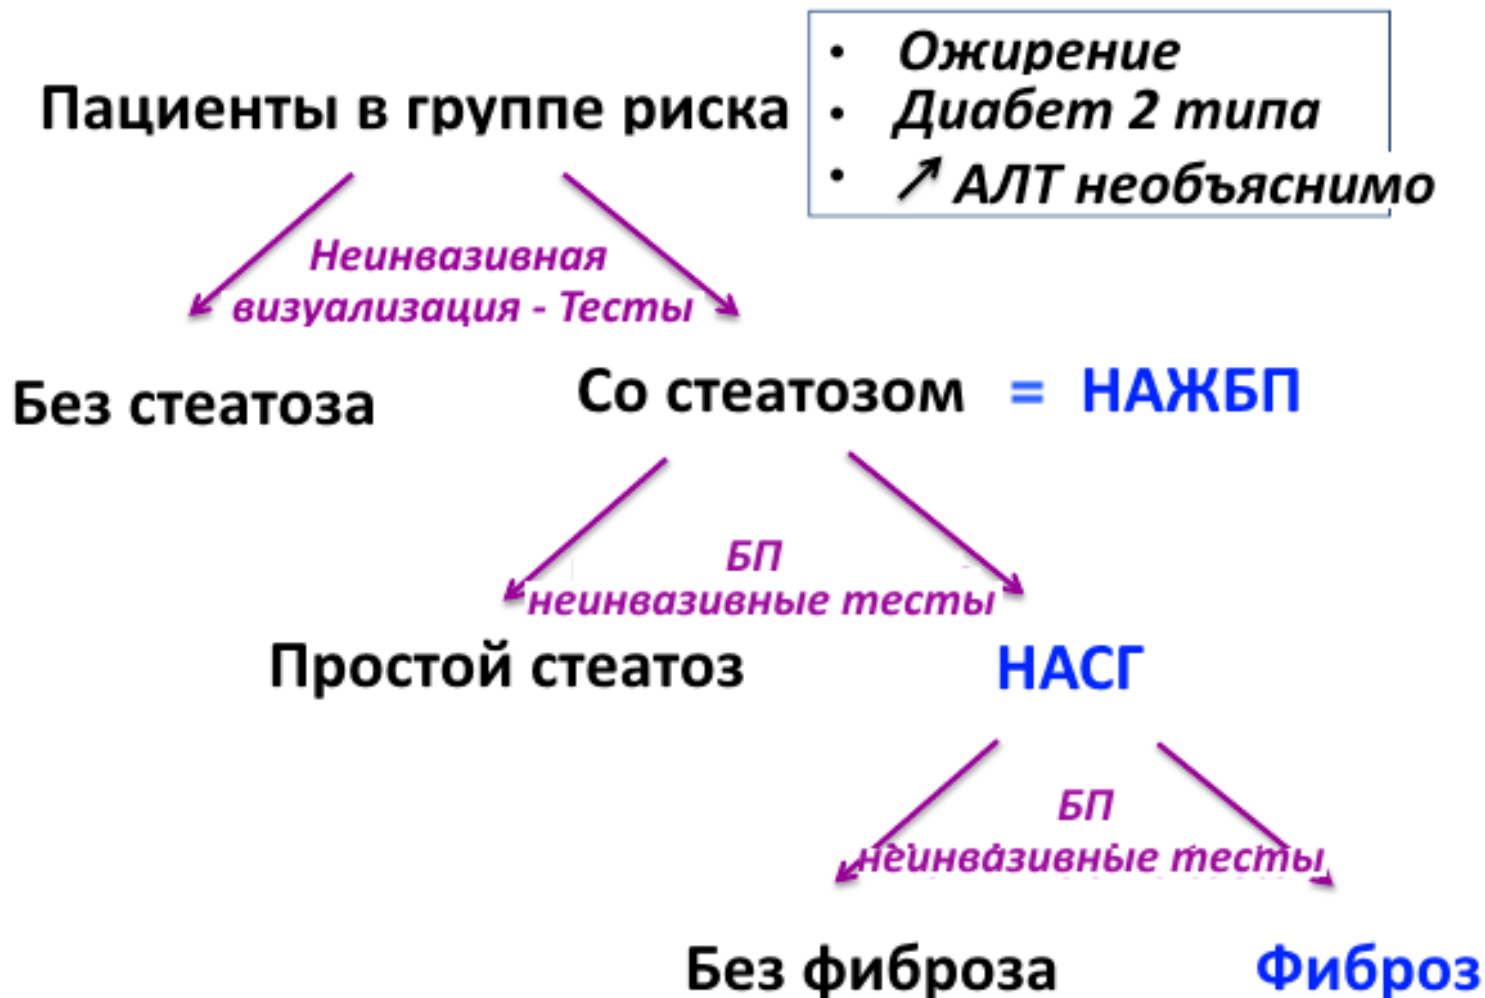 Пациенты в группе риска
• Ожирение
• Диабет 2 типа
• ↗ АЛТ необъяснимо
Неинвазивная
визуализация - Тесты
Без стеатоза
Со стеатозом = НАЖБП
БП
неинвазивные тесты
Простой стеатоз
НАСГ
БП
неинвазивные тесты
Без фиброза
Фиброз